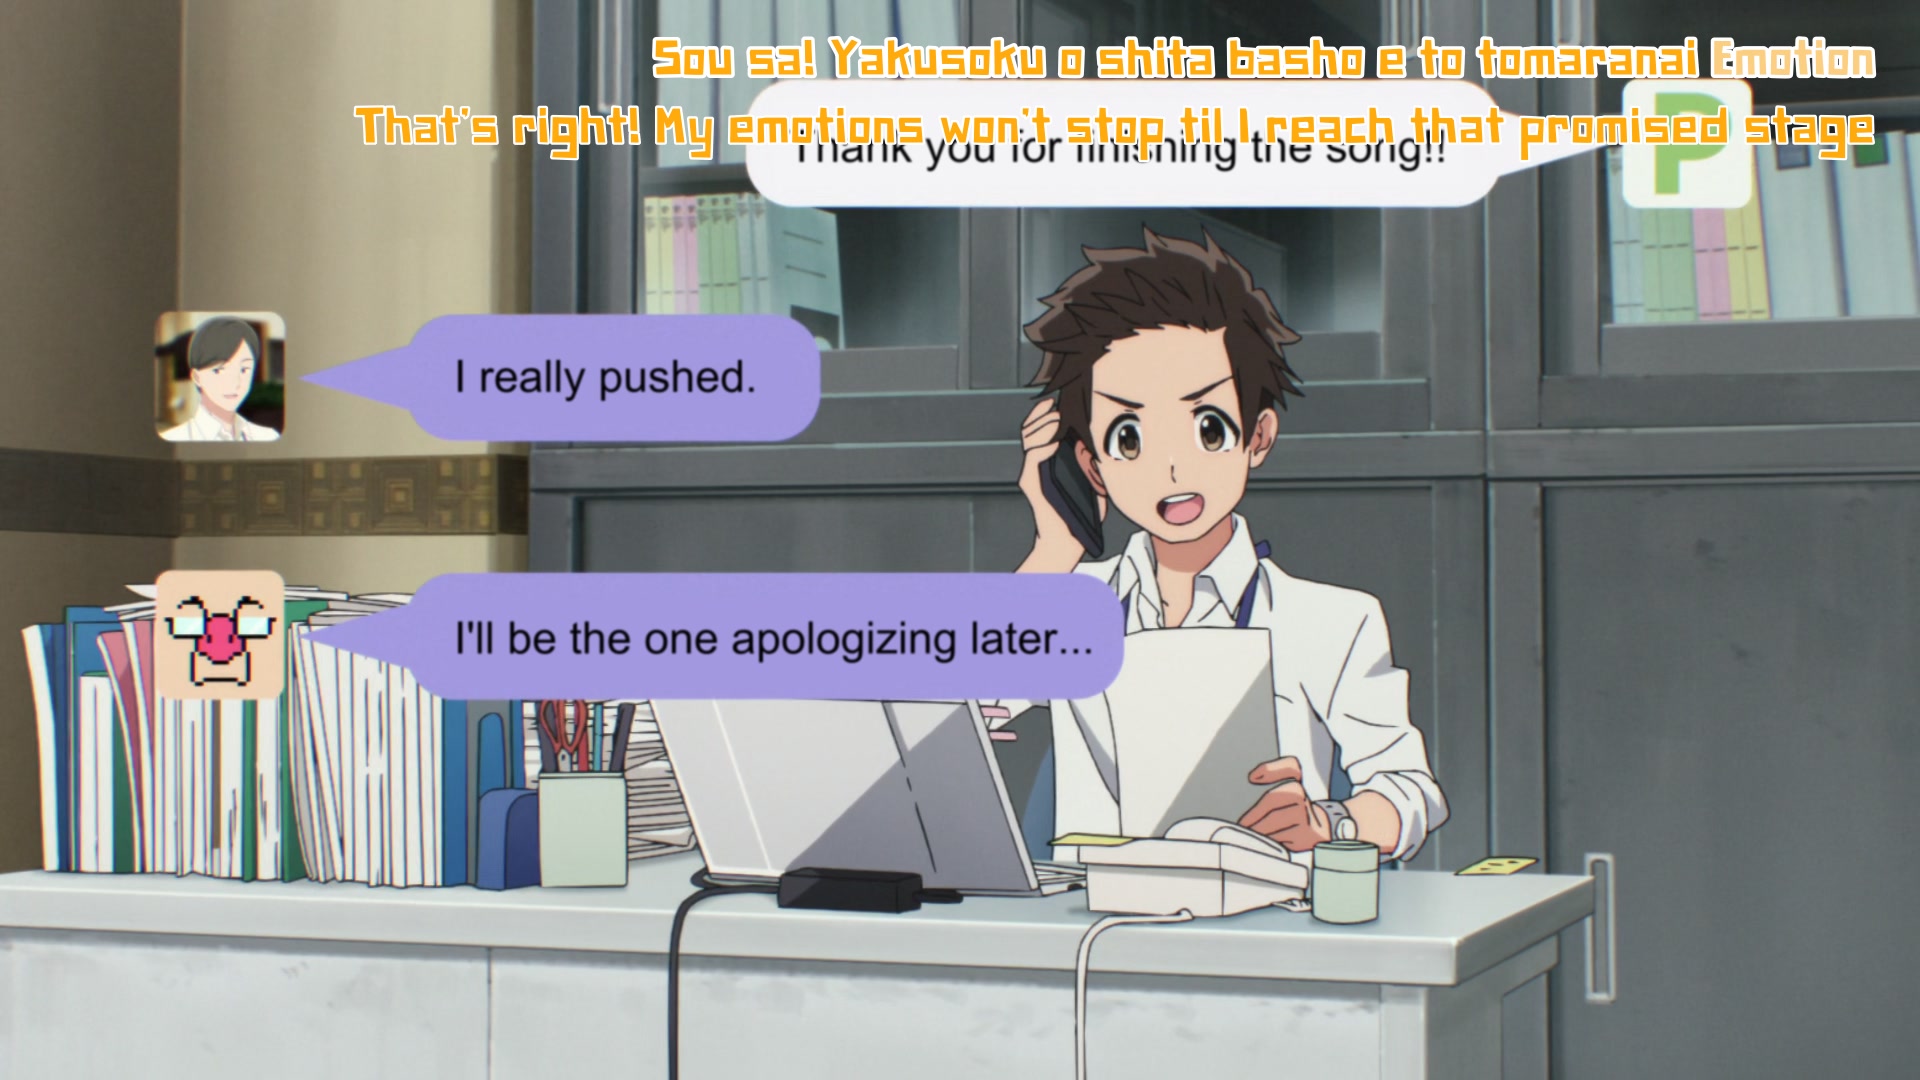 Sou sa! Yakusoku o shita basho e to tomaranai Emotion
That's right! My emotions won't stop til I reach that promised stage
Thank you for finishing the song!!
P
I really pushed.
I'll be the one apologizing later...